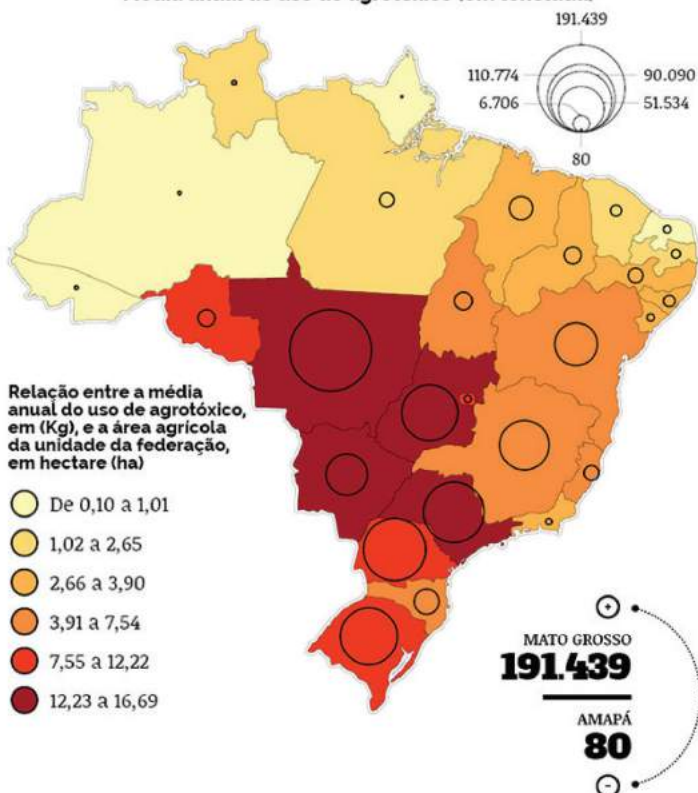 191.439
110.774
90.090
6.706
51.534
80
Relação entre a média
anual do uso de agrotóxico,
em (Kg), e a área agrícola
da unidade da federação,
em hectare (ha)
De 0,10 a 1,01
1,02 a 2,65
2,66 a 3,90
3,91 a 7,54
7,55 a 12,22
12,23 a 16,69
+
MATO GROSSO
191.439
AMAPÁ
80
-